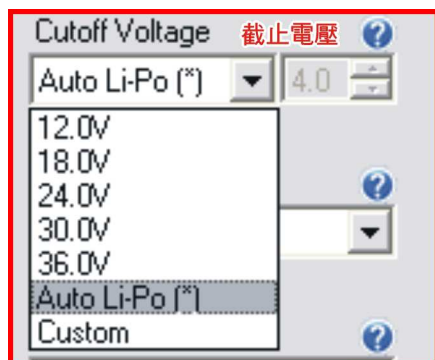 Cutoff Voltage 截止電壓 ?
Auto Li-Po (*) 4.0
12.0V
18.0V
24.0V
?
30.0V
36.0V
Auto Li-Po (*)
Custom ?